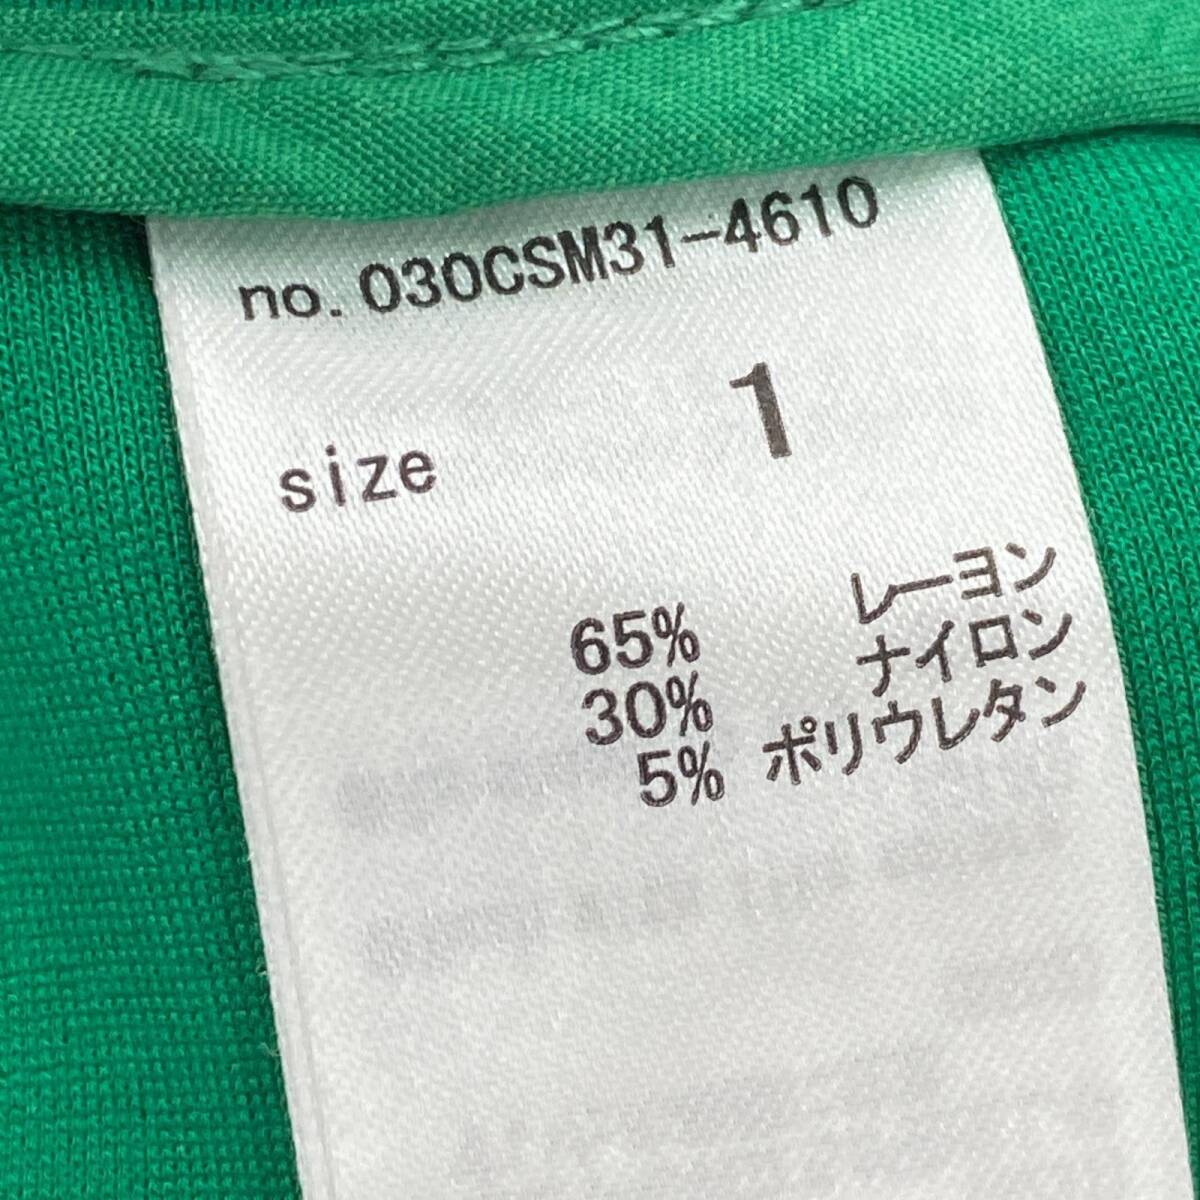 no.030CSM31-4610
size 1
65% レーヨン
30% ナイロン
5% ポリウレタン